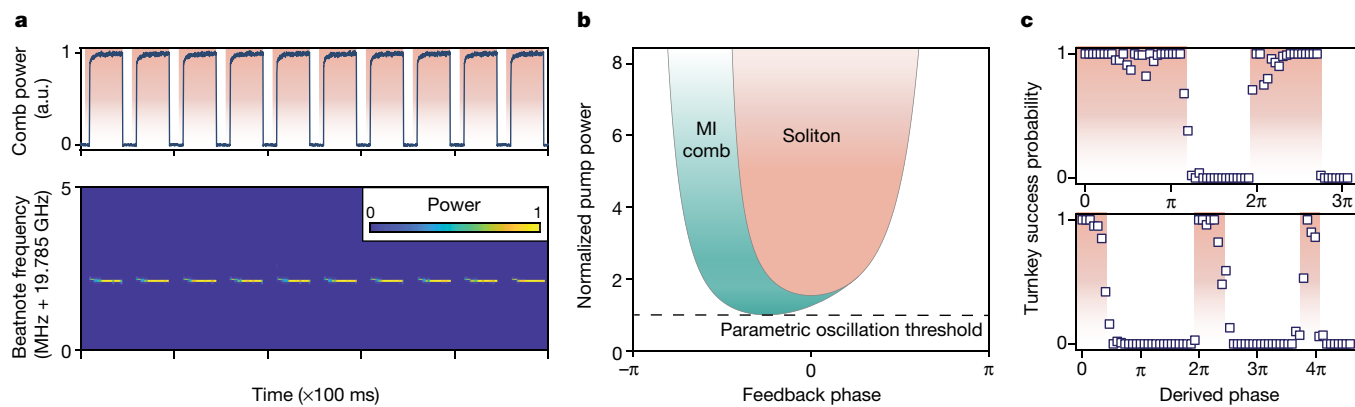 a
Comb power
(a.u.)
1
0
Beatnote frequency
(MHz + 19.785 GHz)
5
0
Power
0
1
Time (×100 ms)
b
Normalized pump power
8
6
4
2
0
MI
comb
Soliton
Parametric oscillation threshold
−π
0
π
Feedback phase
c
Turnkey success probability
1
0
0
π
2π
3π
1
0
0
π
2π
3π
4π
Derived phase